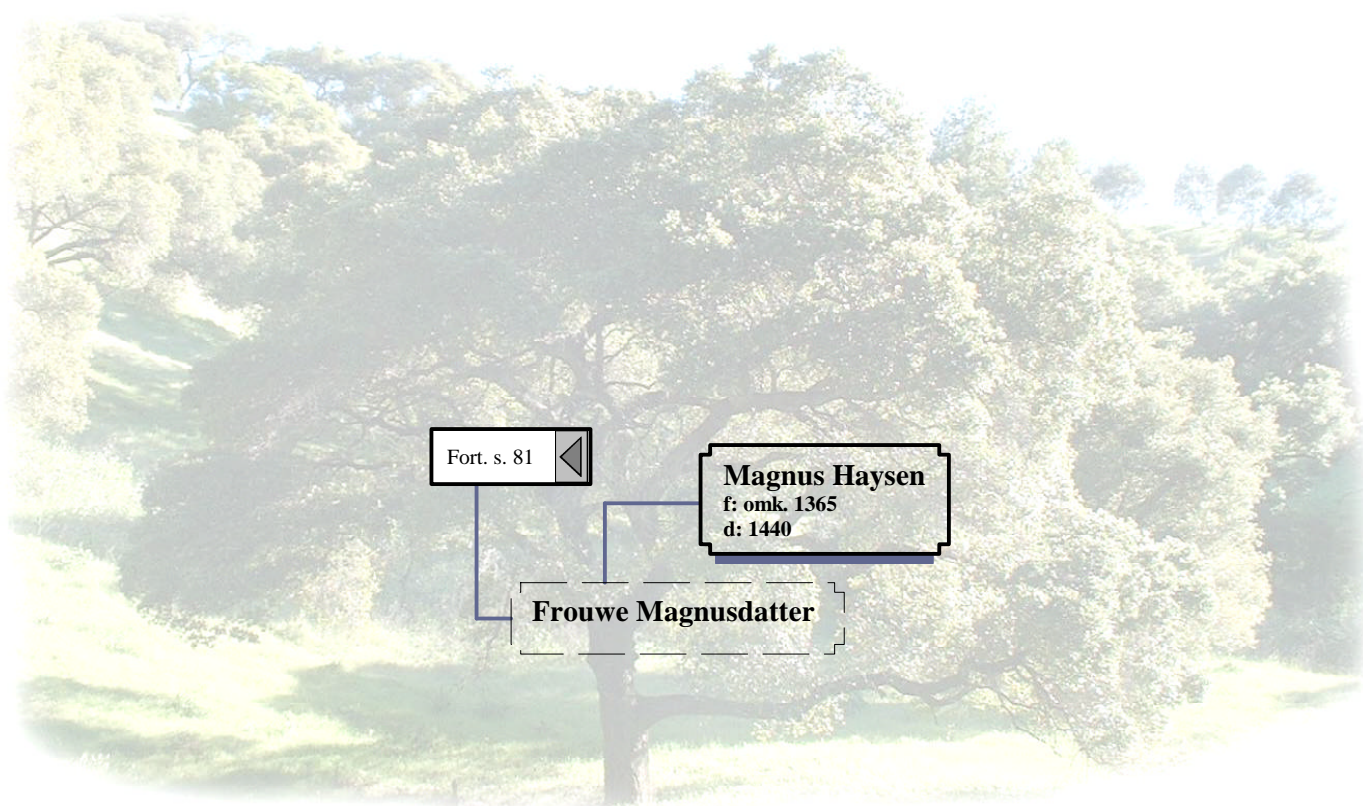 Fort. s. 81
Magnus Haysen
f: omk. 1365
d: 1440
Frouwe Magnusdatter